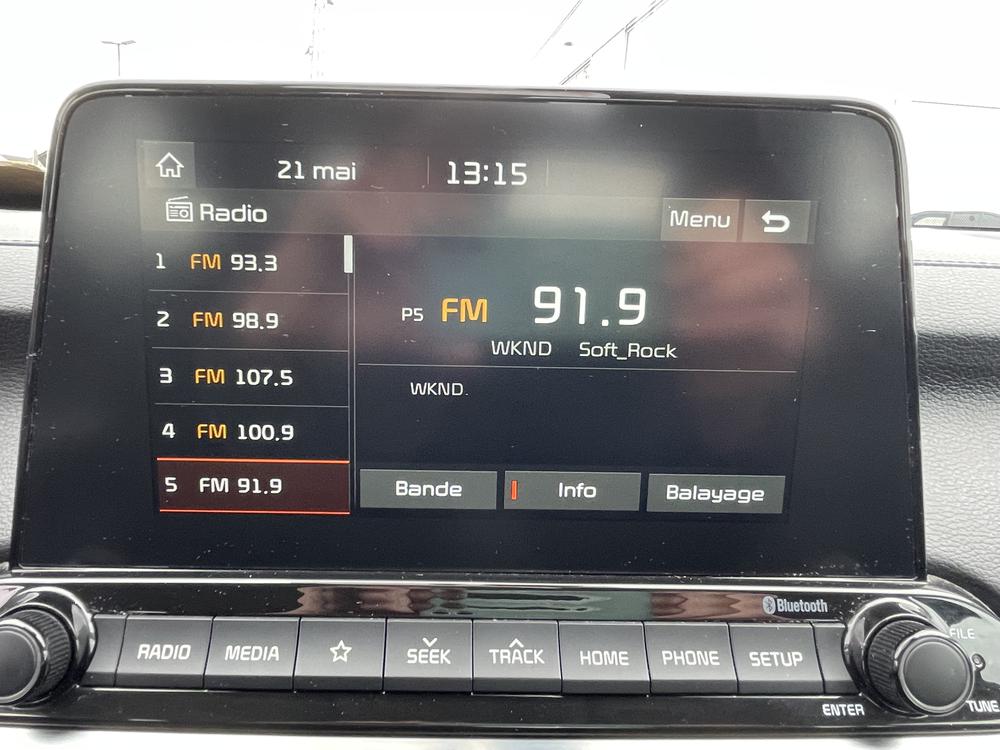 21 mai 13:15
Radio Menu
1 FM 93.3
2 FM 98.9
3 FM 107.5
4 FM 100.9
5 FM 91.9
P5 FM 91.9
WKND Soft_Rock
WKND.
Bande Info Balayage
Bluetooth
RADIO MEDIA SEEK TRACK HOME PHONE SETUP
FILE
ENTER TUNE